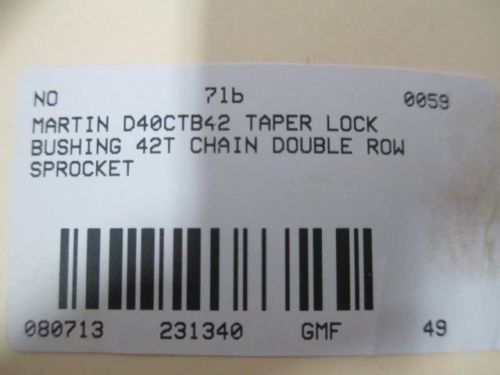 NO 71b 0059
MARTIN D40CTB42 TAPER LOCK
BUSHING 42T CHAIN DOUBLE ROW
SPROCKET
080713 231340 GMF 49